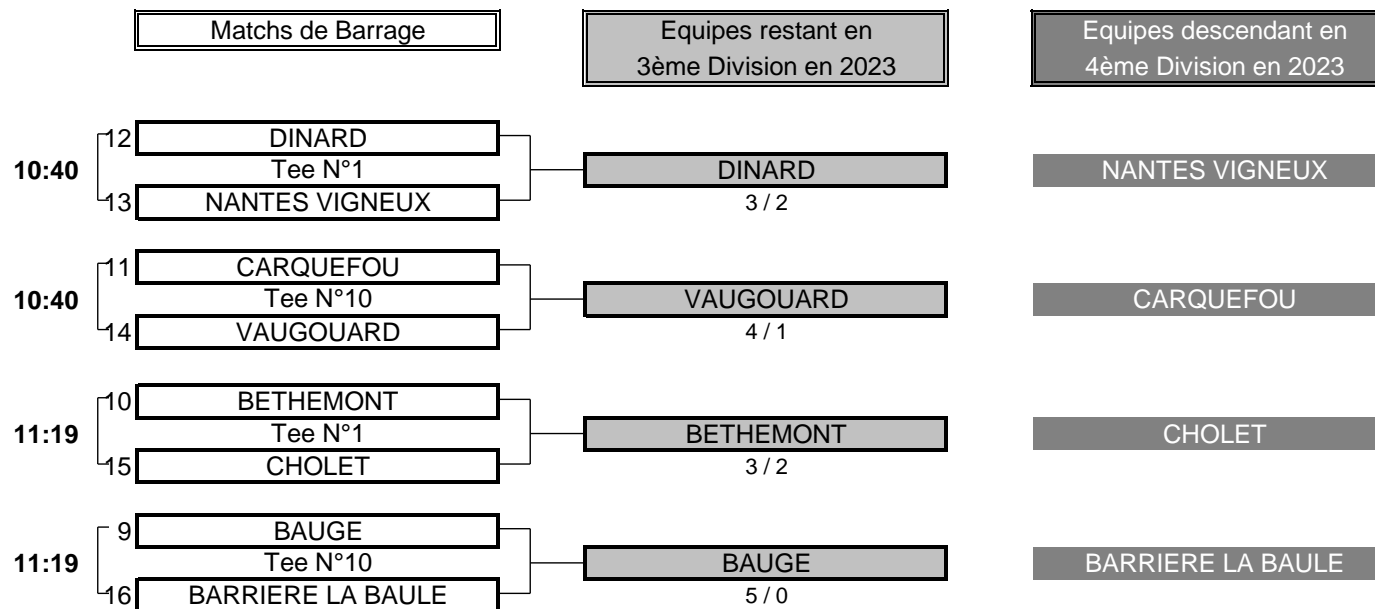 Matchs de Barrage
Equipes restant en
3ème Division en 2023
Equipes descendant en
4ème Division en 2023
12 DINARD
10:40 Tee N°1 DINARD NANTES VIGNEUX
13 NANTES VIGNEUX 3 / 2
11 CARQUEFOU
10:40 Tee N°10 VAUGOUARD CARQUEFOU
14 VAUGOUARD 4 / 1
10 BETHEMONT
11:19 Tee N°1 BETHEMONT CHOLET
15 CHOLET 3 / 2
9 BAUGE
11:19 Tee N°10 BAUGE BARRIERE LA BAULE
16 BARRIERE LA BAULE 5 / 0